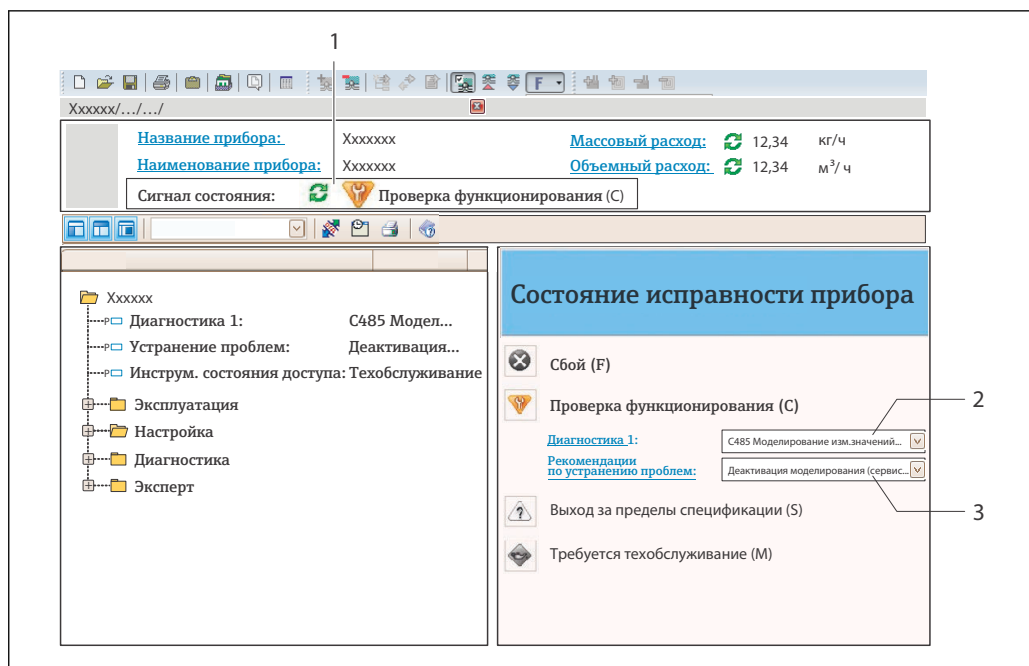 1
F
Xxxxxx/.../.../
Название прибора: Xxxxxxx Массовый расход: 12,34 кг/ч
Наименование прибора: Xxxxxxx Объемный расход: 12,34 м³/ч
Сигнал состояния: Проверка функционирования (C)
Xxxxxx
P Диагностика 1: C485 Модел...
P Устранение проблем: Деактивация...
P Инструм. состояния доступа: Техобслуживание
Эксплуатация
Настройка
Диагностика
Эксперт
Состояние исправности прибора
Сбой (F)
Проверка функционирования (C)
2
Диагностика 1: C485 Моделирование изм.значений...
Рекомендации
по устранению проблем: Деактивация моделирования (сервис...
3
Выход за пределы спецификации (S)
Требуется техобслуживание (M)